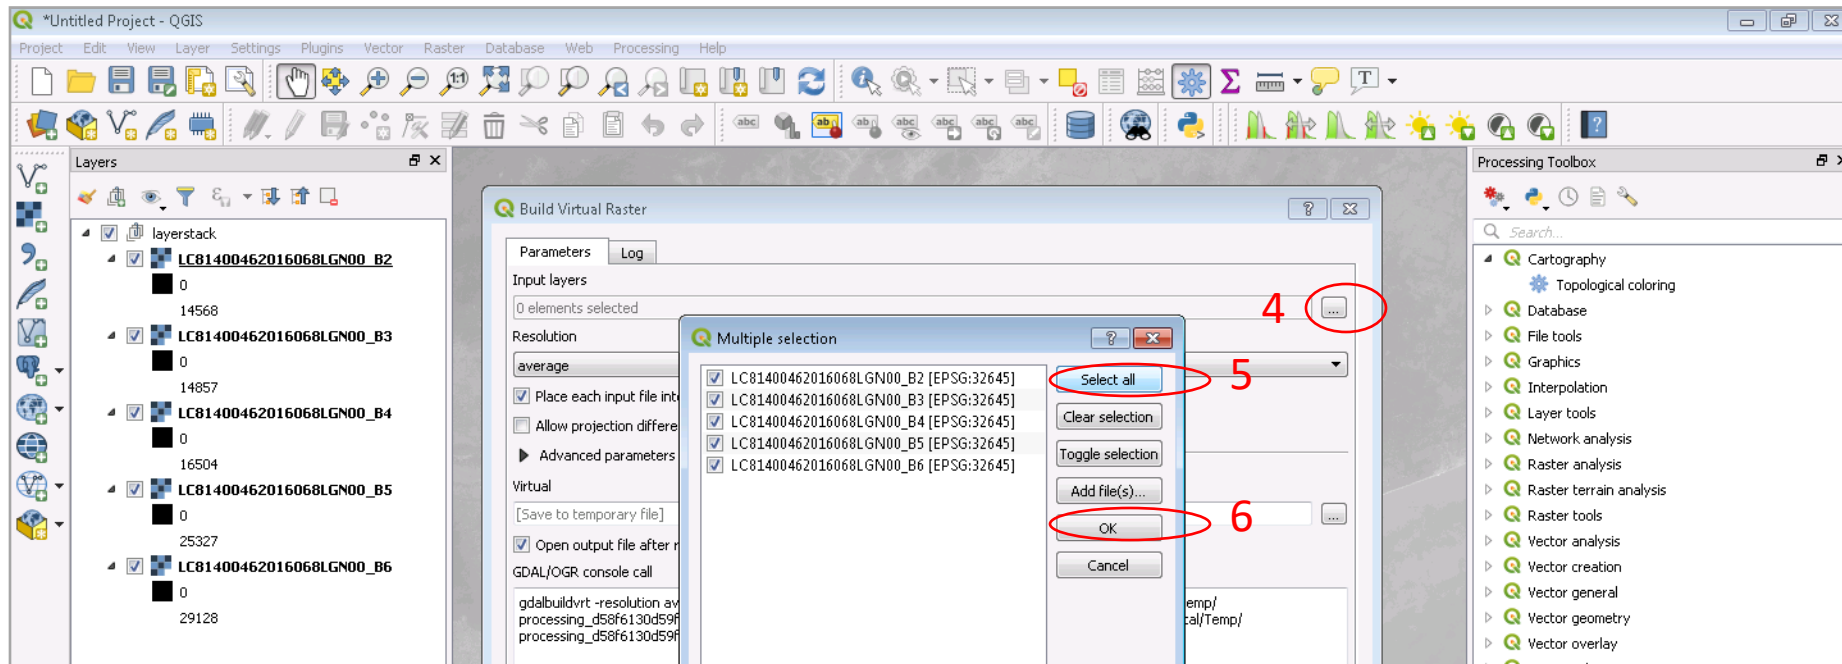 *Untitled Project - QGIS
Project Edit View Layer Settings Plugins Vector Raster Database Web Processing Help
Layers
layerstack
LC81400462016068LGN00_B2
0
14568
LC81400462016068LGN00_B3
0
14857
LC81400462016068LGN00_B4
0
16504
LC81400462016068LGN00_B5
0
25327
LC81400462016068LGN00_B6
0
29128
Build Virtual Raster
Parameters Log
Input layers
0 elements selected ...
4
Resolution
average
Place each input file int
Allow projection differe
Advanced parameters
Virtual
[Save to temporary file] ...
Open output file after r
GDAL/OGR console call
gdalbuildvrt -resolution av emp/
processing_d58f6130d59f cal/Temp/
processing_d58f6130d59f
Multiple selection
LC81400462016068LGN00_B2 [EPSG:32645]
LC81400462016068LGN00_B3 [EPSG:32645]
LC81400462016068LGN00_B4 [EPSG:32645]
LC81400462016068LGN00_B5 [EPSG:32645]
LC81400462016068LGN00_B6 [EPSG:32645]
Select all
5
Clear selection
Toggle selection
Add file(s)...
OK
6
Cancel
Processing Toolbox
Search...
Cartography
Topological coloring
Database
File tools
Graphics
Interpolation
Layer tools
Network analysis
Raster analysis
Raster terrain analysis
Raster tools
Vector analysis
Vector creation
Vector general
Vector geometry
Vector overlay